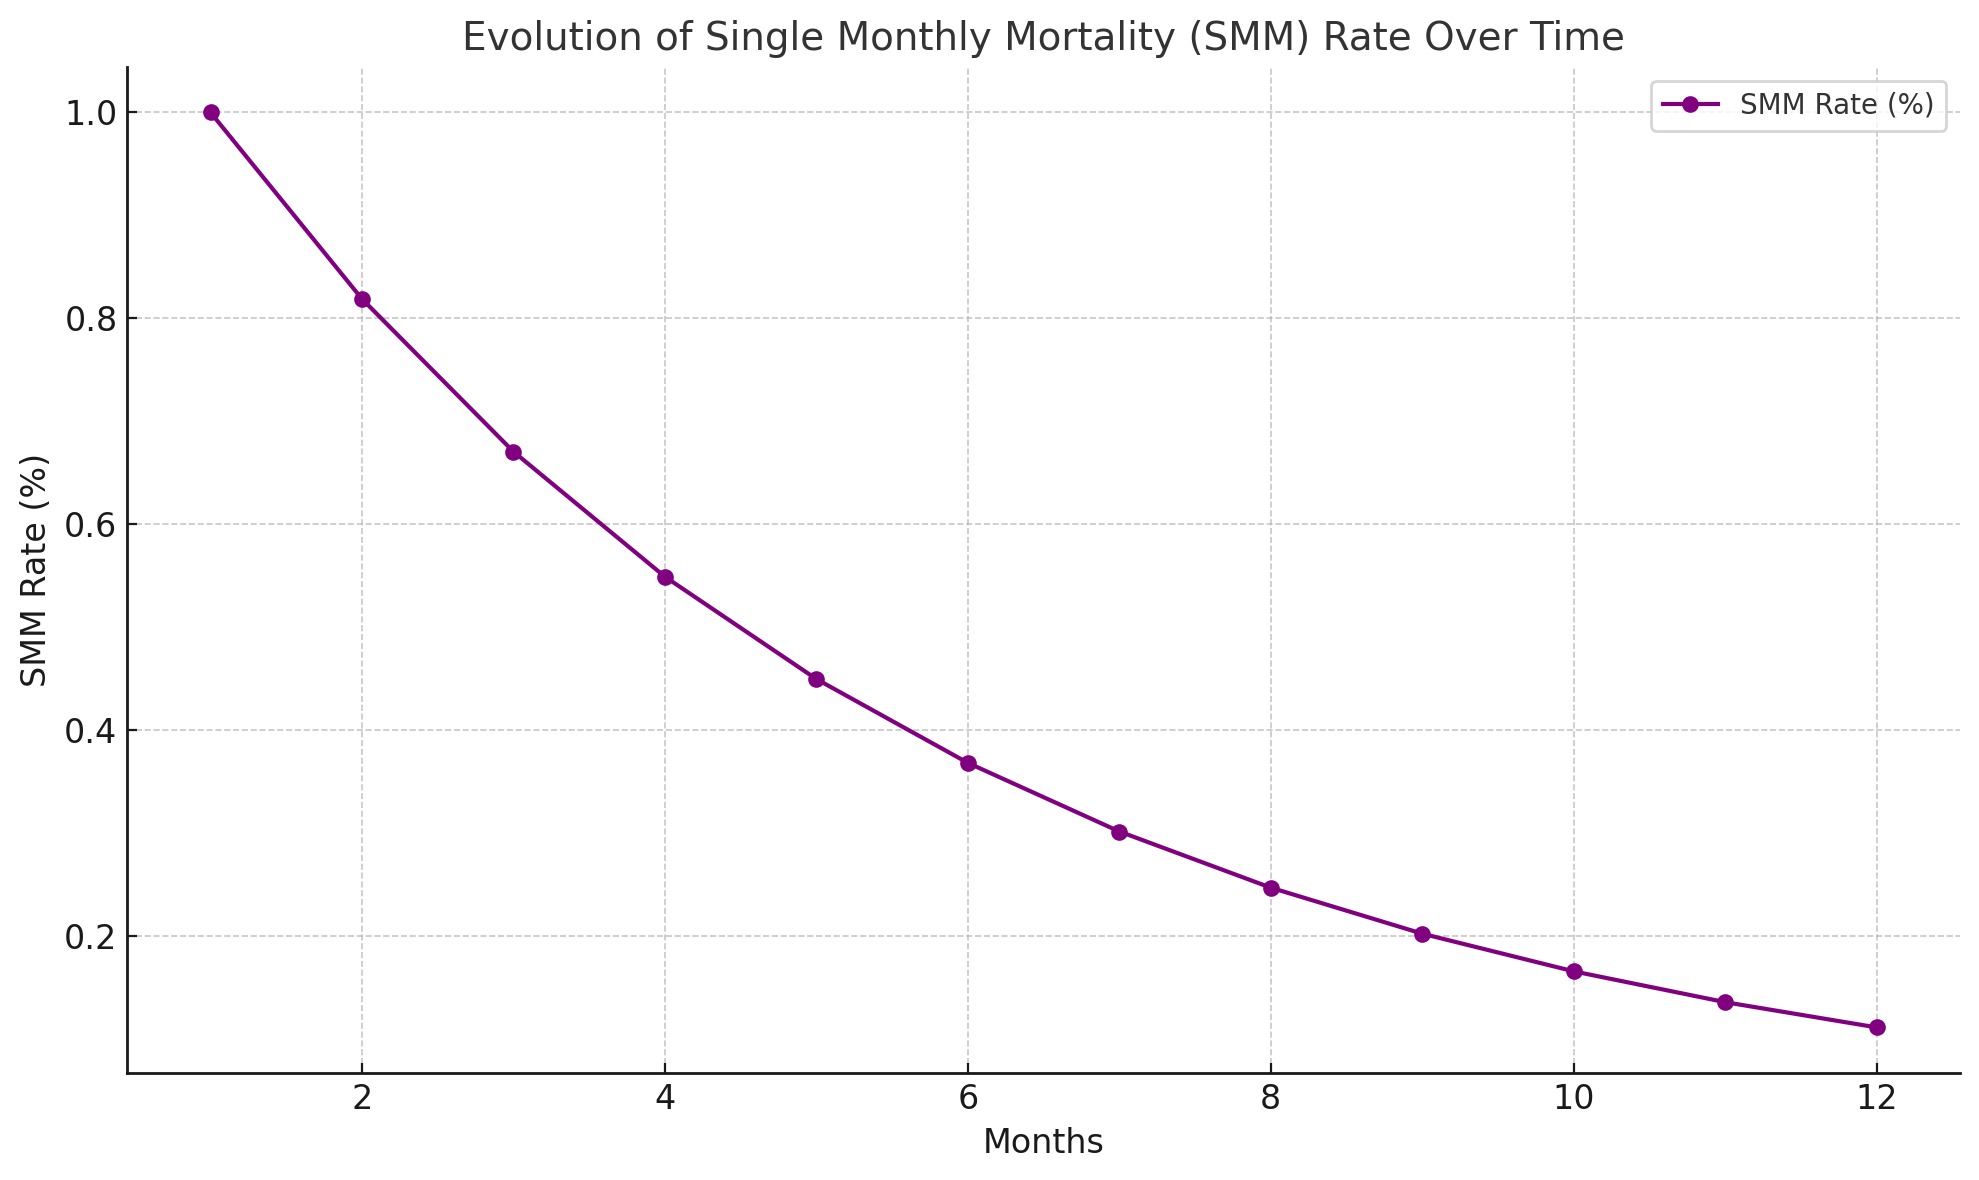 Evolution of Single Monthly Mortality (SMM) Rate Over Time
SMM Rate (%)
SMM Rate (%)
1.0
0.8
0.6
0.4
0.2
2 4 6 8 10 12
Months